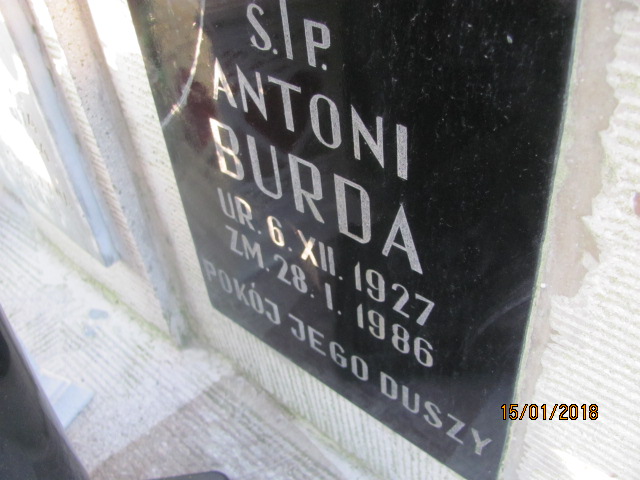 Ś. P.
ANTONI
BURDA
UR. 6. XII. 1927
ZM. 28. I. 1986
POKÓJ JEGO DUSZY
15/01/2018